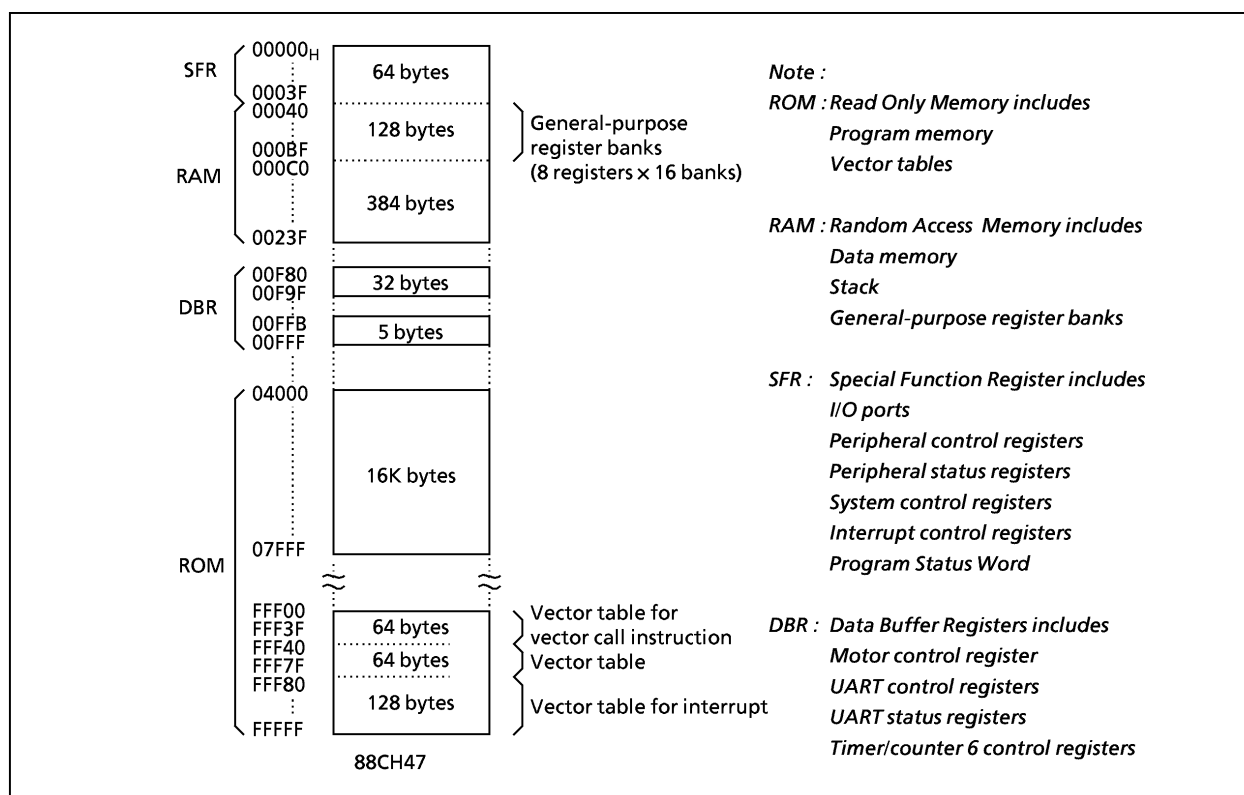 SFR
00000H
0003F
64 bytes
RAM
00040
000BF
128 bytes
General-purpose
register banks
(8 registers × 16 banks)
000C0
0023F
384 bytes
DBR
00F80
00F9F
32 bytes
00FFB
00FFF
5 bytes
ROM
04000
07FFF
16K bytes
FFF00
FFF3F
64 bytes
Vector table for
vector call instruction
FFF40
FFF7F
64 bytes
Vector table
FFF80
FFFFF
128 bytes
Vector table for interrupt
88CH47
Note :
ROM : Read Only Memory includes
Program memory
Vector tables
RAM : Random Access Memory includes
Data memory
Stack
General-purpose register banks
SFR : Special Function Register includes
I/O ports
Peripheral control registers
Peripheral status registers
System control registers
Interrupt control registers
Program Status Word
DBR : Data Buffer Registers includes
Motor control register
UART control registers
UART status registers
Timer/counter 6 control registers